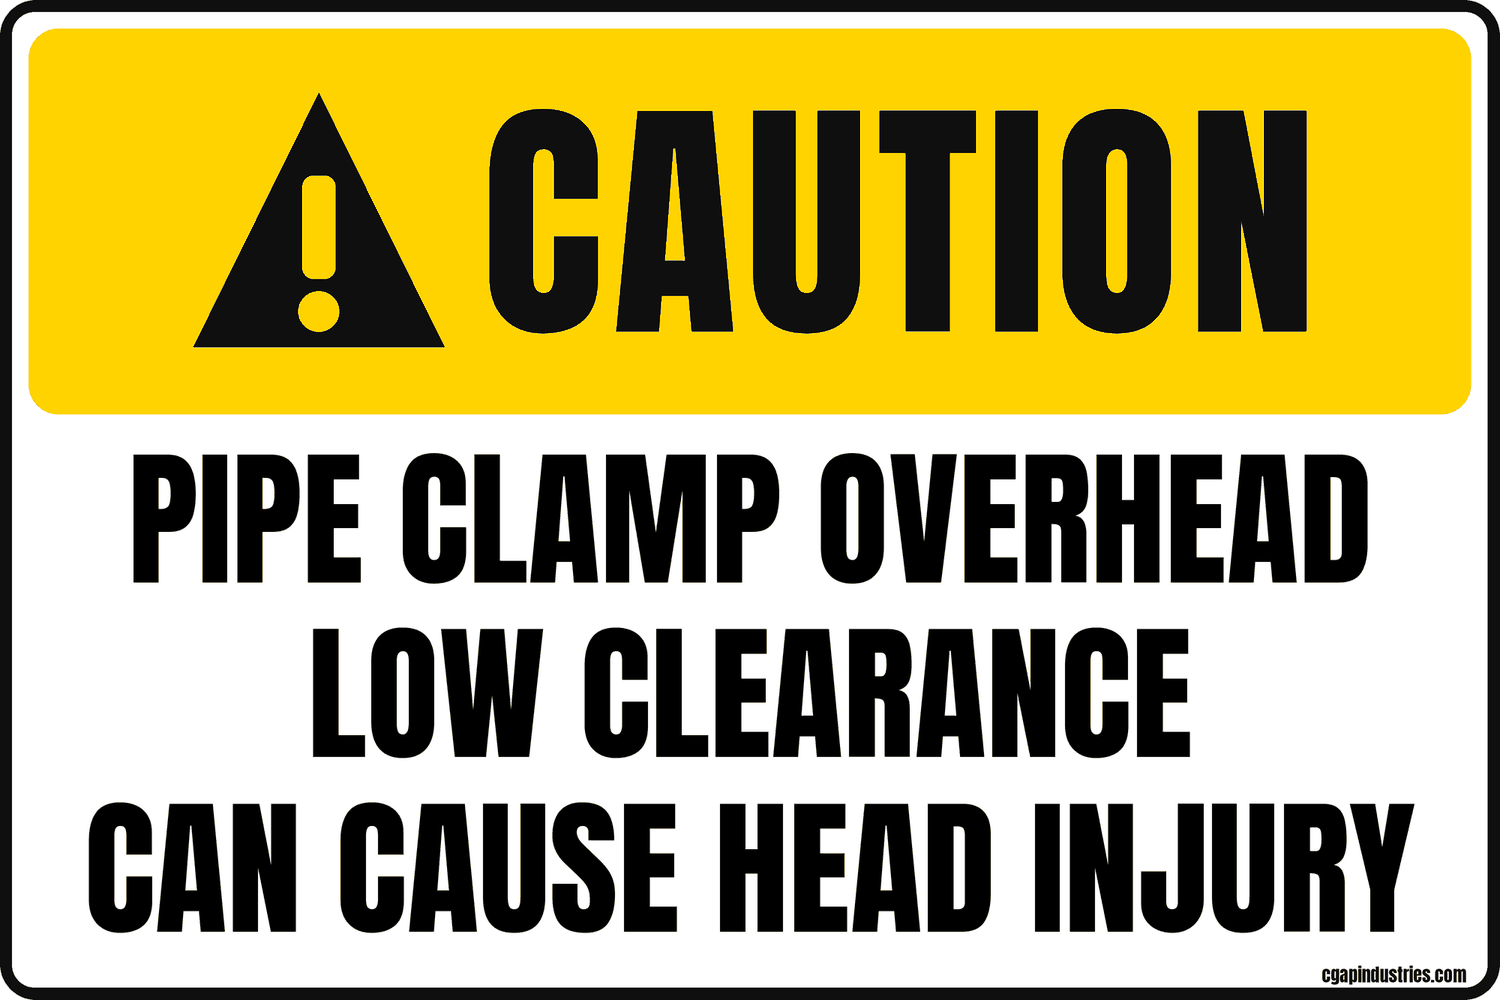 CAUTION
PIPE CLAMP OVERHEAD
LOW CLEARANCE
CAN CAUSE HEAD INJURY
cgapindustries.com